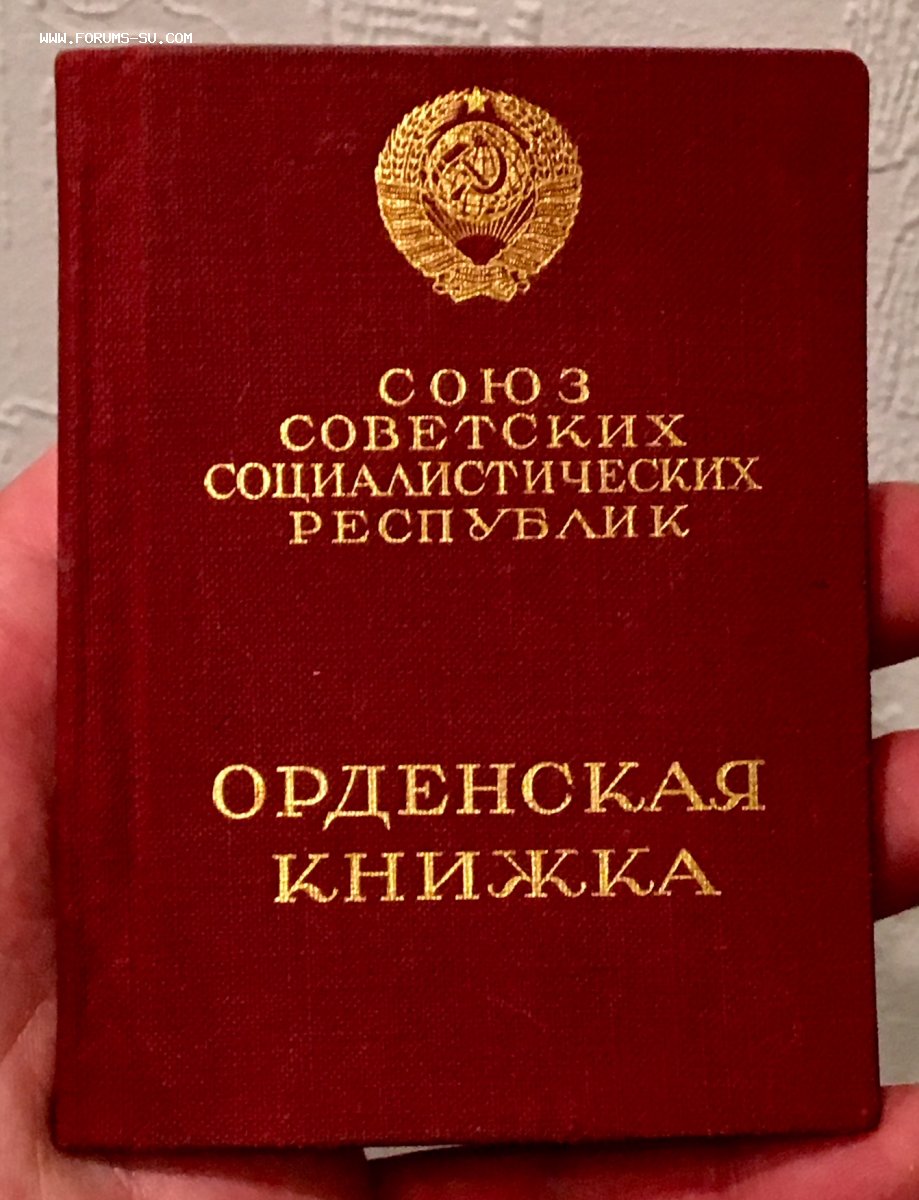 WWW.FORUMS-SU.COM
СОЮЗ
СОВЕТСКИХ
СОЦИАЛИСТИЧЕСКИХ
РЕСПУБЛИК
ОРДЕНСКАЯ
КНИЖКА